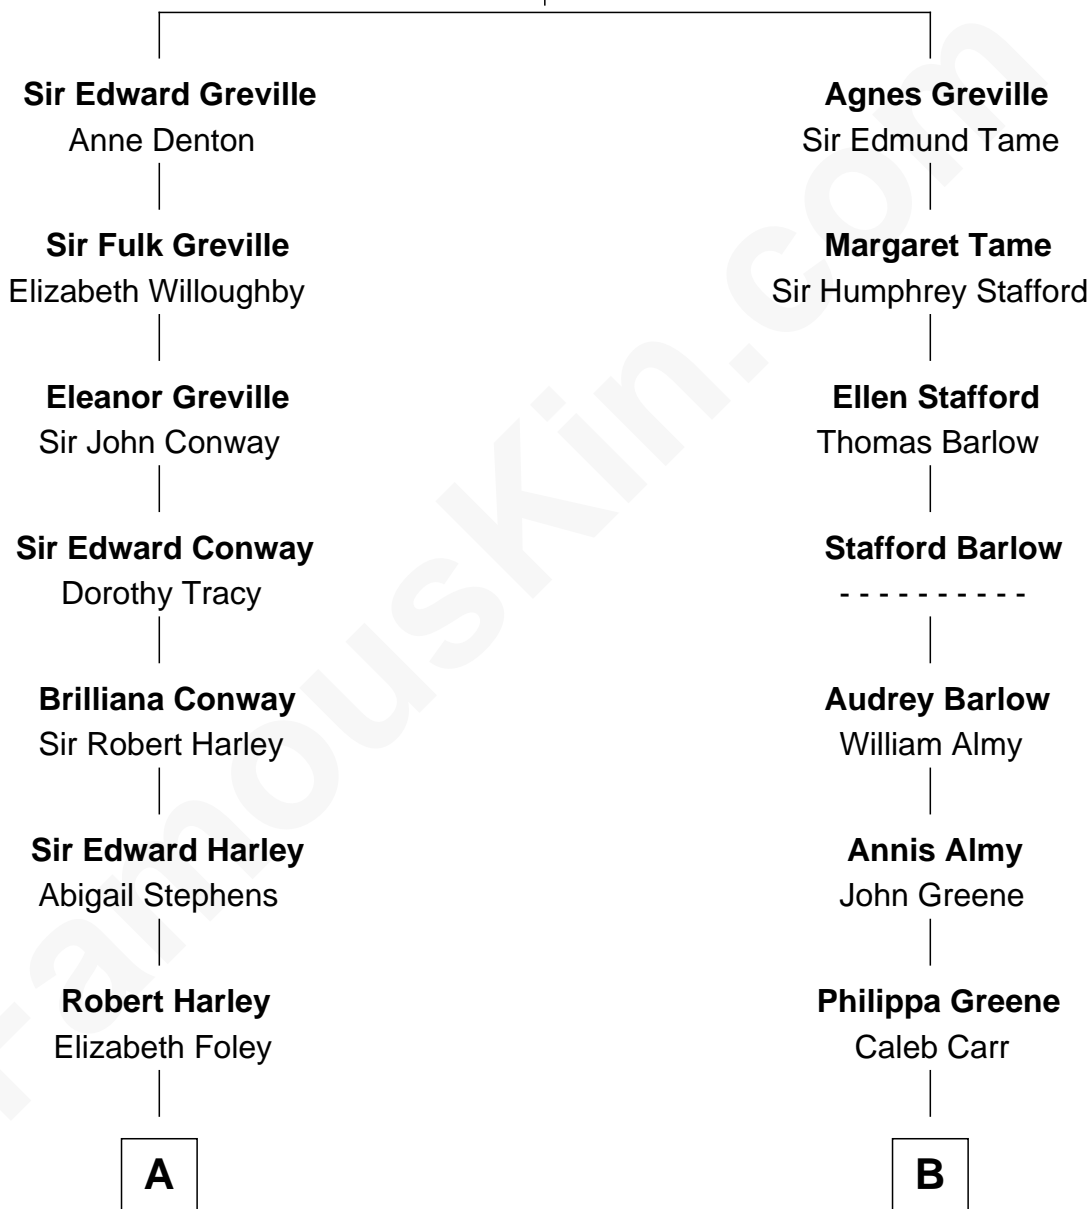 Sir Edward Greville
Anne Denton
Sir Fulk Greville
Elizabeth Willoughby
Eleanor Greville
Sir John Conway
Sir Edward Conway
Dorothy Tracy
Brilliana Conway
Sir Robert Harley
Sir Edward Harley
Abigail Stephens
Robert Harley
Elizabeth Foley
A
Agnes Greville
Sir Edmund Tame
Margaret Tame
Sir Humphrey Stafford
Ellen Stafford
Thomas Barlow
Stafford Barlow
- - - - - - - - - -
Audrey Barlow
William Almy
Annis Almy
John Greene
Philippa Greene
Caleb Carr
B
FamousKin.com